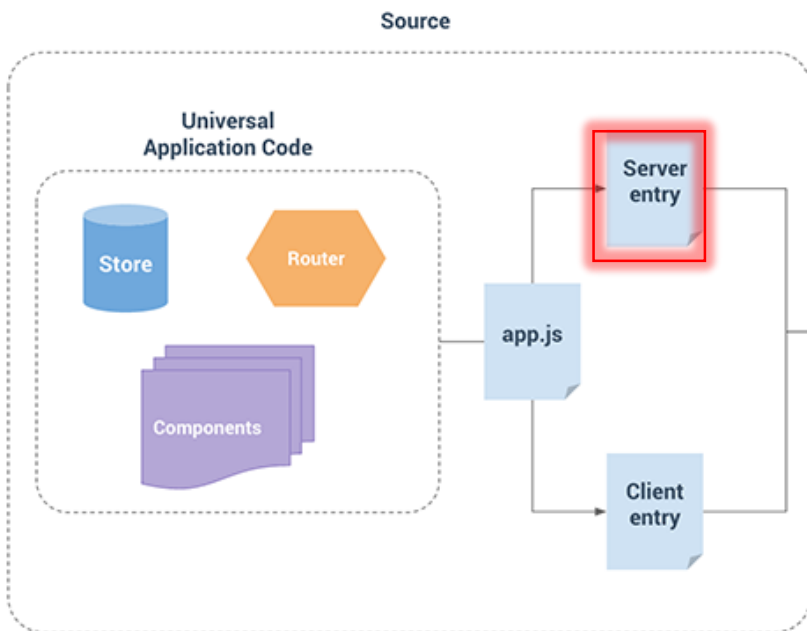 Source
Universal
Application Code
Store
Router
Components
app.js
Server
entry
Client
entry